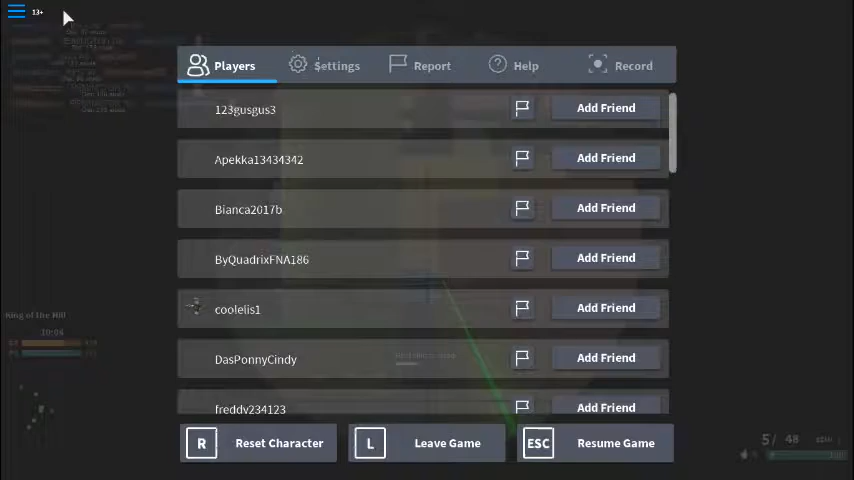 13+
Players
Settings
Report
Help
Record
123gusgus3
Add Friend
Apekka13434342
Add Friend
Bianca2017b
Add Friend
ByQuadrixFNA186
Add Friend
coolelis1
Add Friend
DasPonnyCindy
Add Friend
freddy234123
Add Friend
King of the Hill
10:04
R Reset Character
L Leave Game
ESC Resume Game
5/ 48